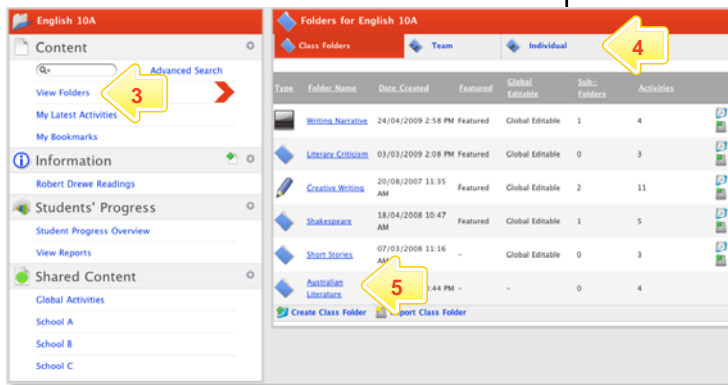 English 10A
Content
Advanced Search
View Folders
3
My Latest Activities
My Bookmarks
Information
Robert Drewe Readings
Students' Progress
Student Progress Overview
View Reports
Shared Content
Global Activities
School A
School B
School C
Folders for English 10A
Class Folders Team Individual 4
Type Folder Name Date Created Featured Global Editable Sub-Folders Activities
Writing Narrative 24/04/2009 2:58 PM Featured Global Editable 1 4
Literary Criticism 03/03/2009 2:08 PM Featured Global Editable 0 3
Creative Writing 20/08/2007 11:35 AM Featured Global Editable 2 11
Shakespeare 18/04/2008 10:47 AM Featured Global Editable 1 5
Short Stories 07/03/2008 11:16 - Global Editable 0 3
Australian Literature 5 :44 PM - - 0 4
Create Class Folder Class Folder